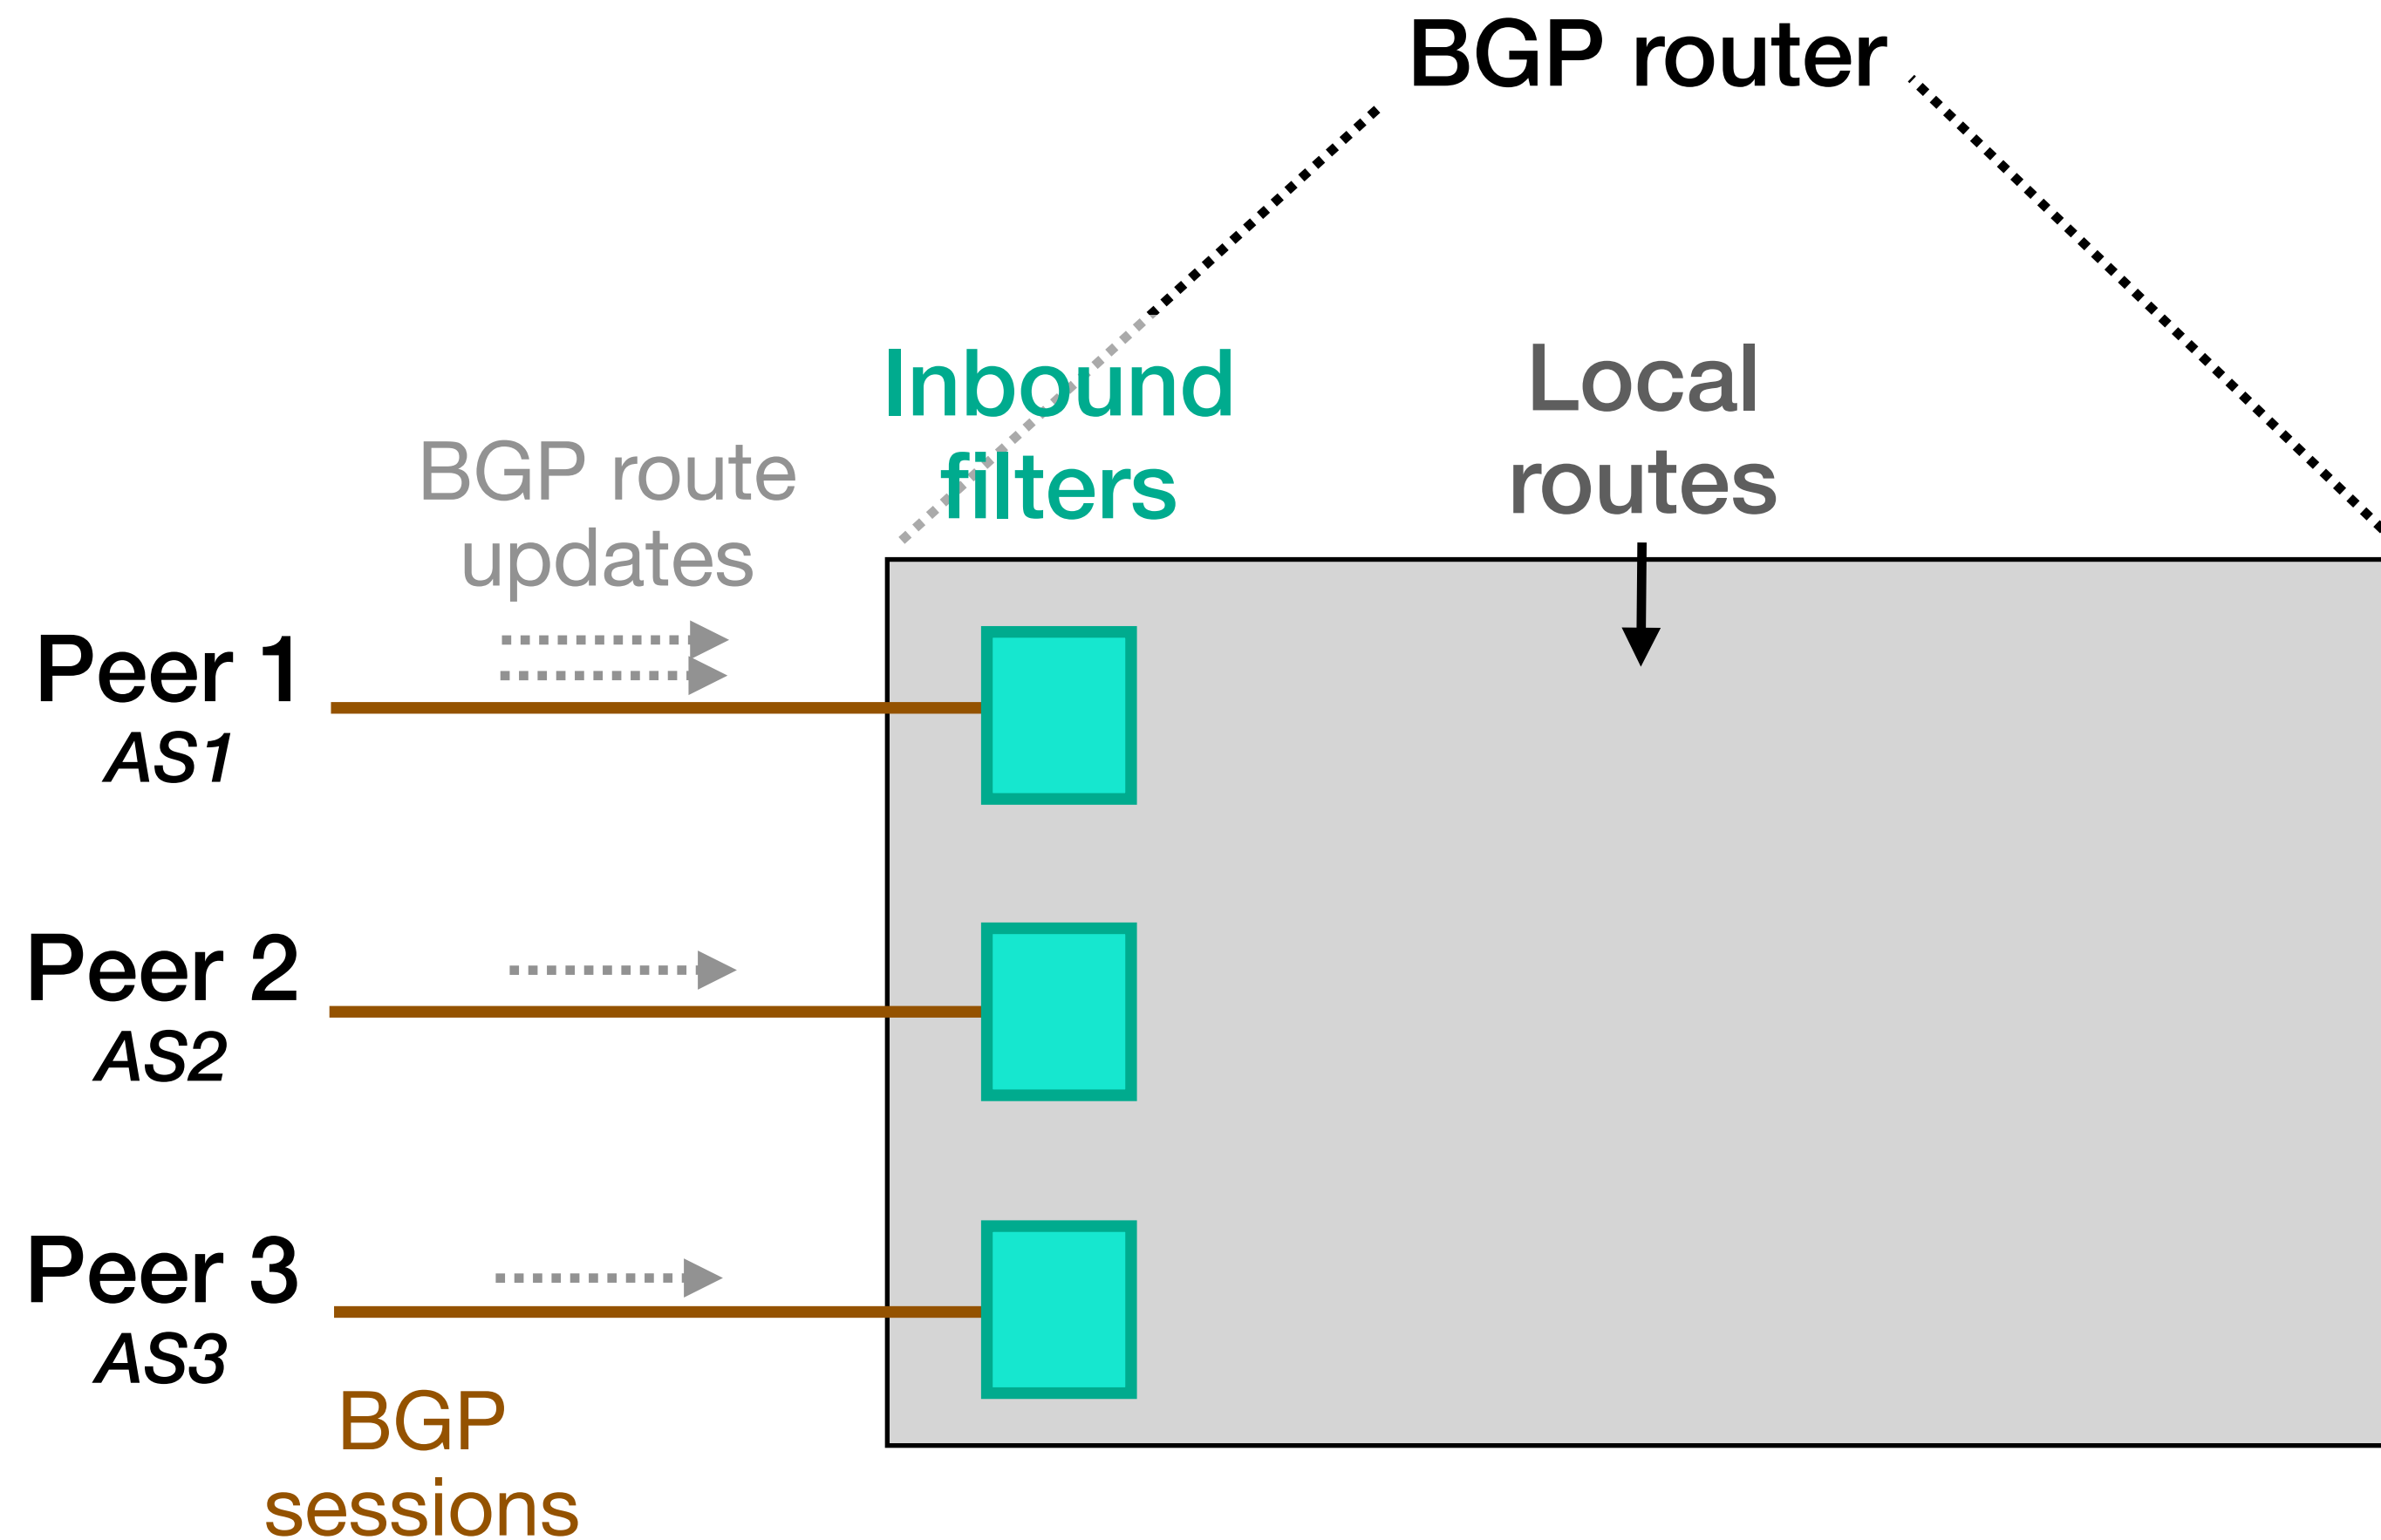 BGP router
Inbound
filters
Local
routes
BGP route
updates
Peer 1
AS1
Peer 2
AS2
Peer 3
AS3
BGP
sessions